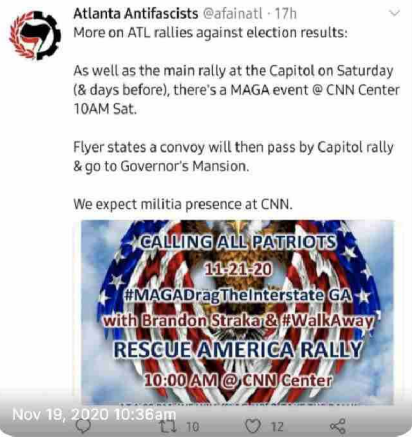 Atlanta Antifascists @afainatl · 17h
More on ATL rallies against election results:
As well as the main rally at the Capitol on Saturday
(& days before), there's a MAGA event @ CNN Center
10AM Sat.
Flyer states a convoy will then pass by Capitol rally
& go to Governor's Mansion.
We expect militia presence at CNN.
CALLING ALL PATRIOTS
11-21-20
#MAGADragTheInterstate GA
with Brandon Straka & #WalkAway
RESCUE AMERICA RALLY
10:00 AM @ CNN Center
Nov 19, 2020 10:36am
10 12